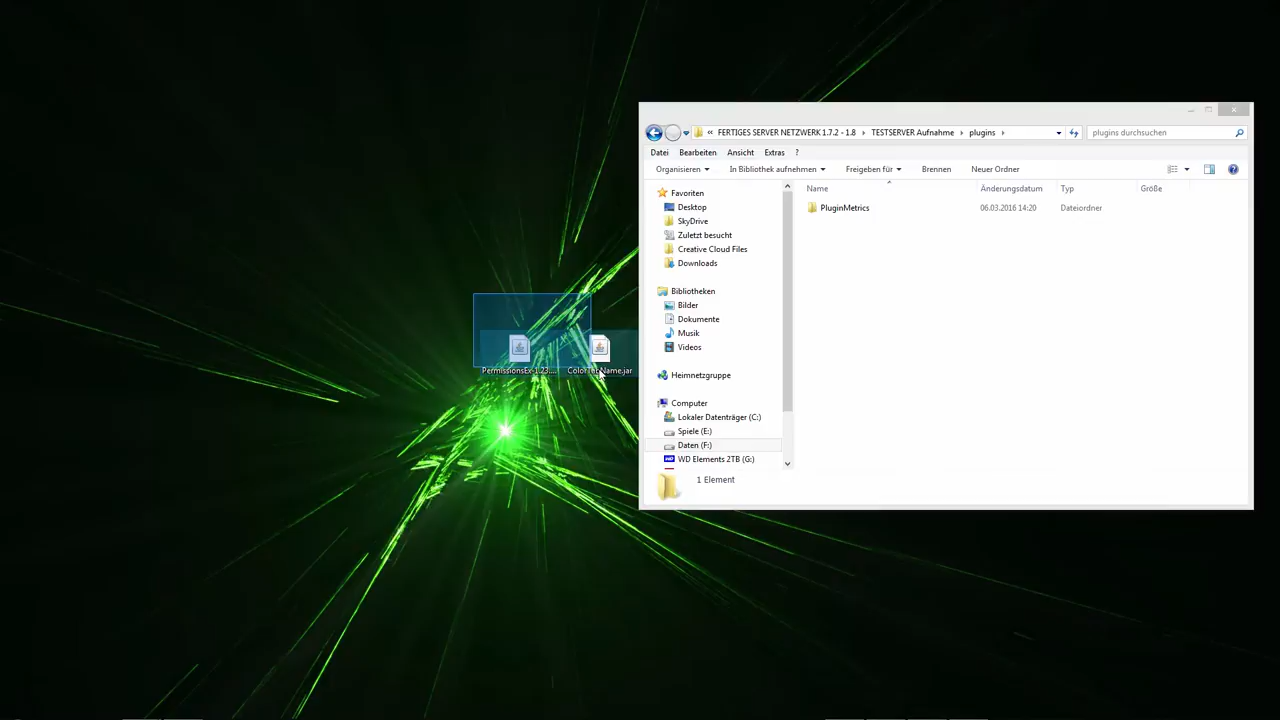 « FERTIGES SERVER NETZWERK 1.7.2 - 1.8 TESTSERVER Aufnahme plugins
plugins durchsuchen
Datei Bearbeiten Ansicht Extras ?
Organisieren In Bibliothek aufnehmen Freigeben für Brennen Neuer Ordner
Name Änderungsdatum Typ Größe
PluginMetrics 06.03.2016 14:20 Dateiordner
Favoriten
Desktop
SkyDrive
Zuletzt besucht
Creative Cloud Files
Downloads
Bibliotheken
Bilder
Dokumente
Musik
Videos
Heimnetzgruppe
Computer
Lokaler Datenträger (C:)
Spiele (E:)
Daten (F:)
WD Elements 2TB (G:)
1 Element
PermissionsEx-1.23....